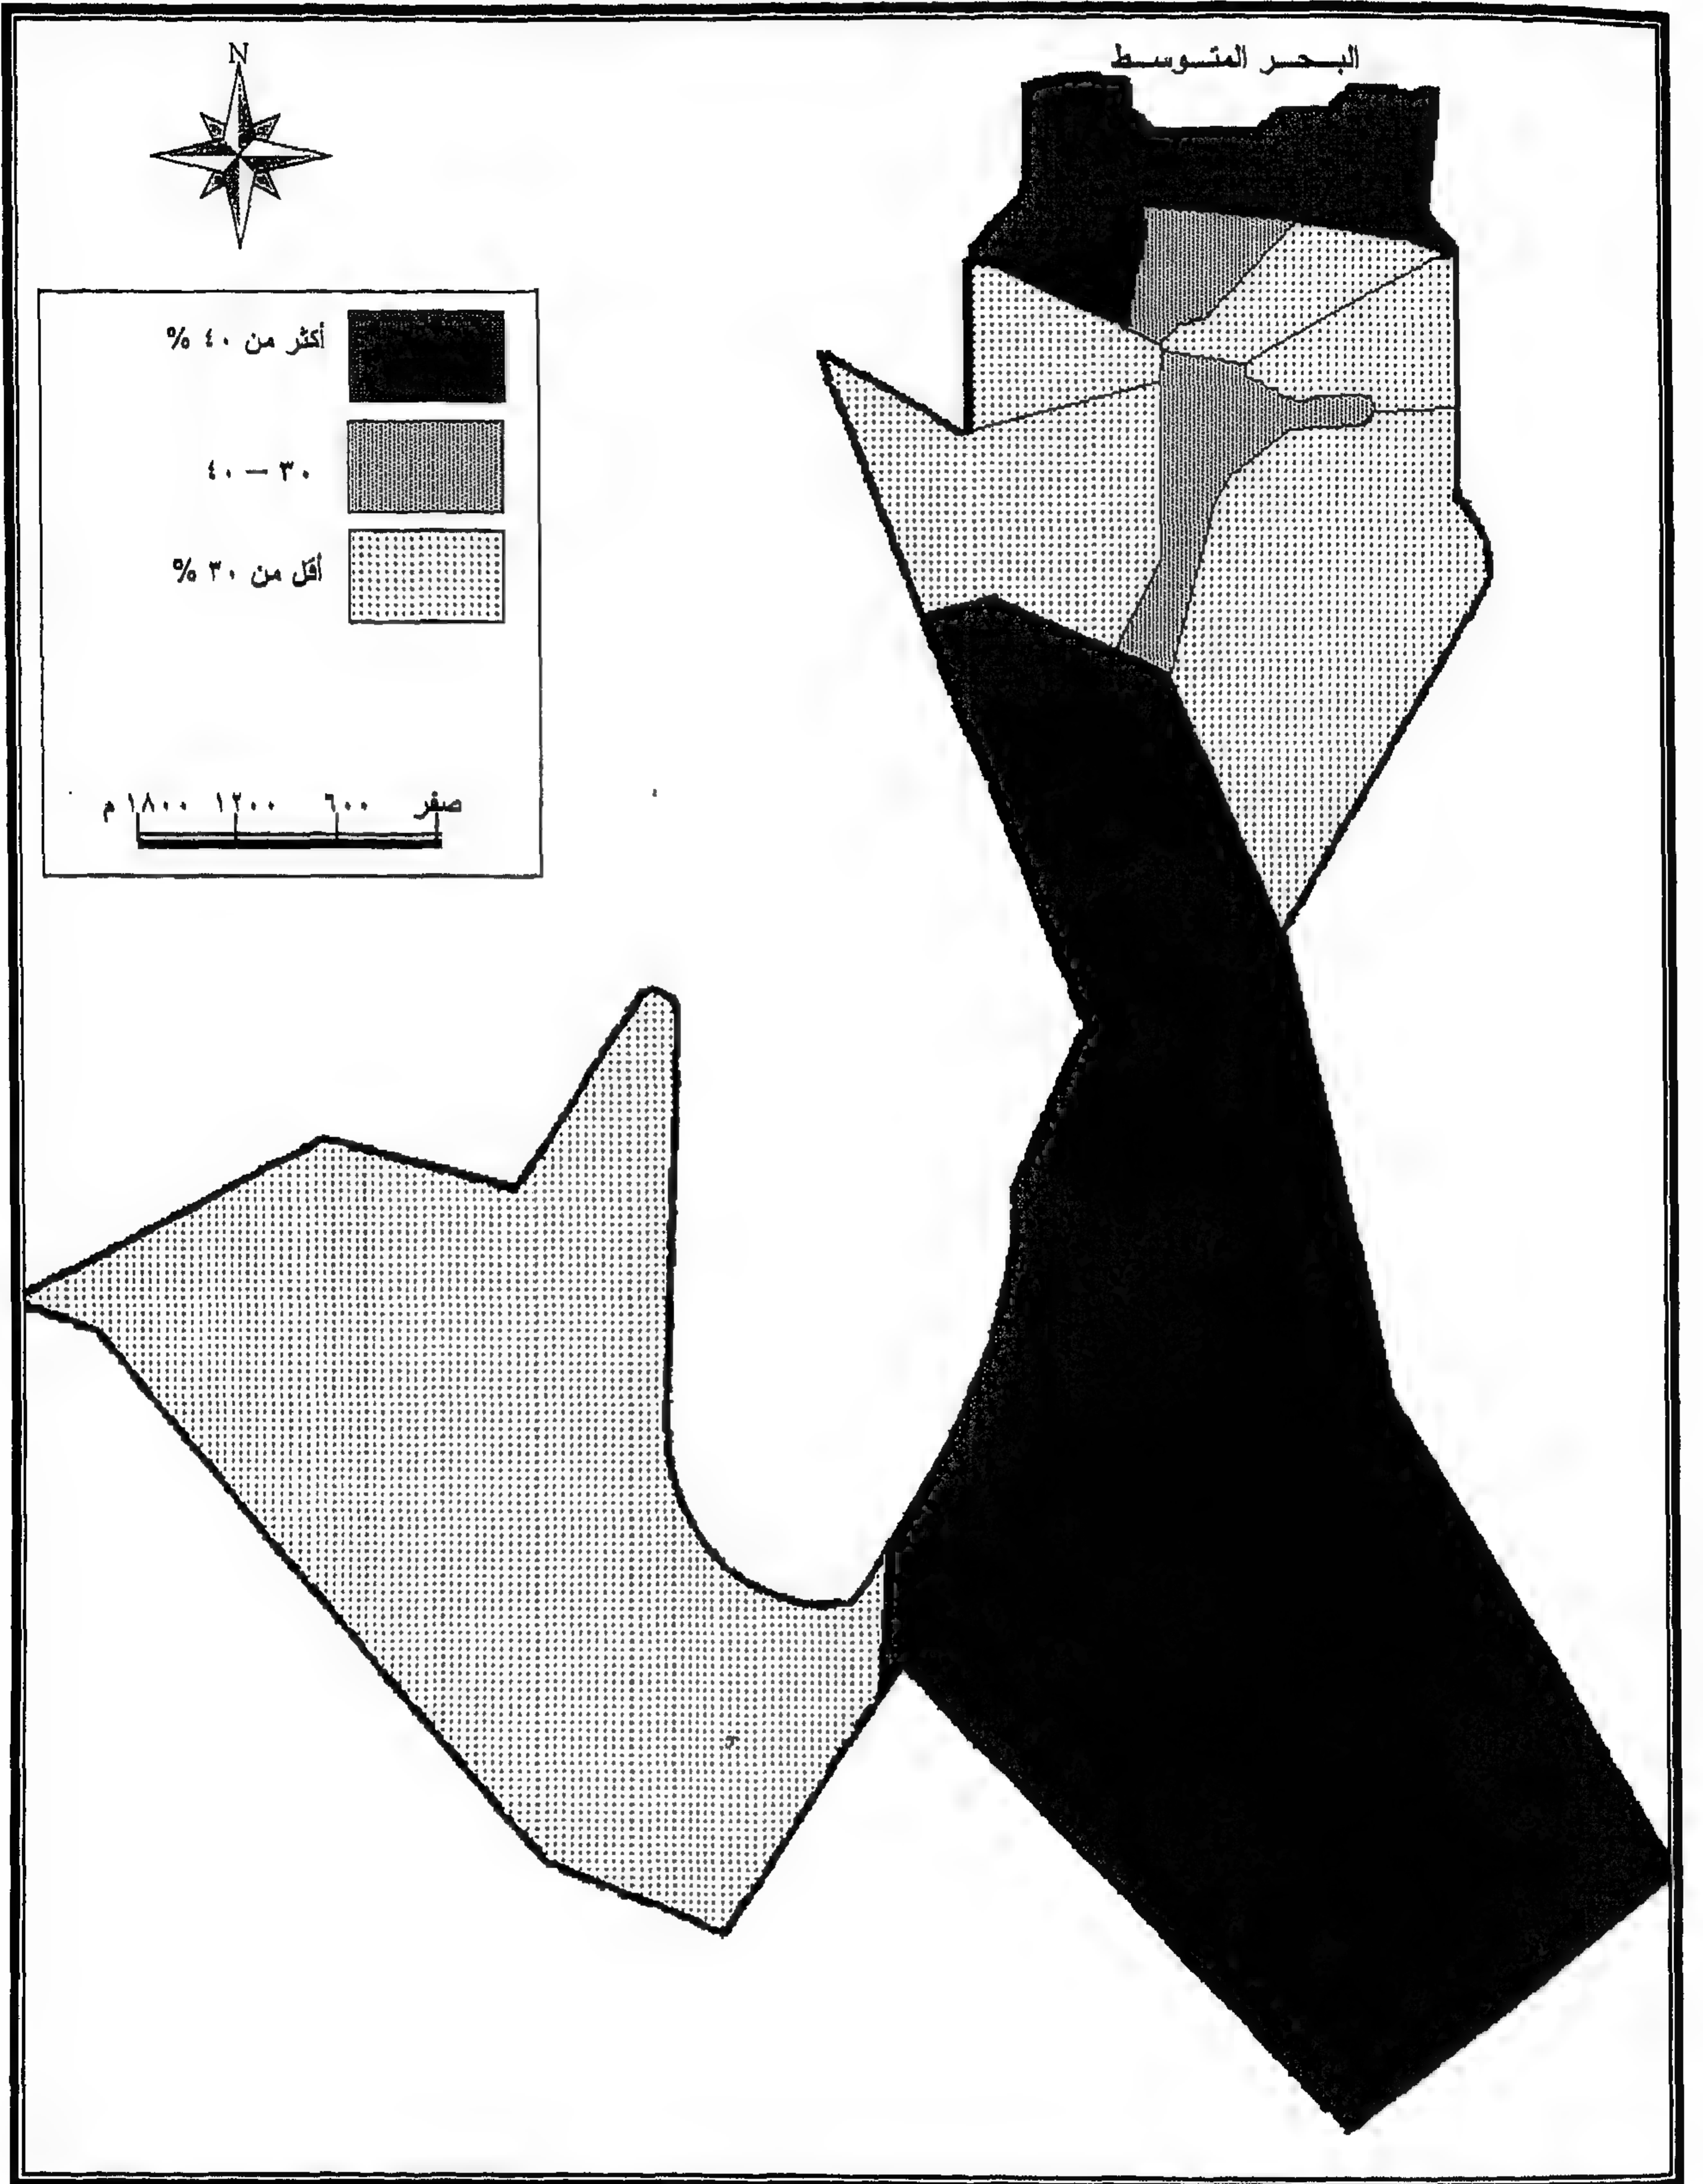 N
البحر المتوسط
أكثر من ٤٠ %
٣٠ – ٤٠
أقل من ٣٠ %
صفر ٦٠٠ ١٢٠٠ ١٨٠٠ م